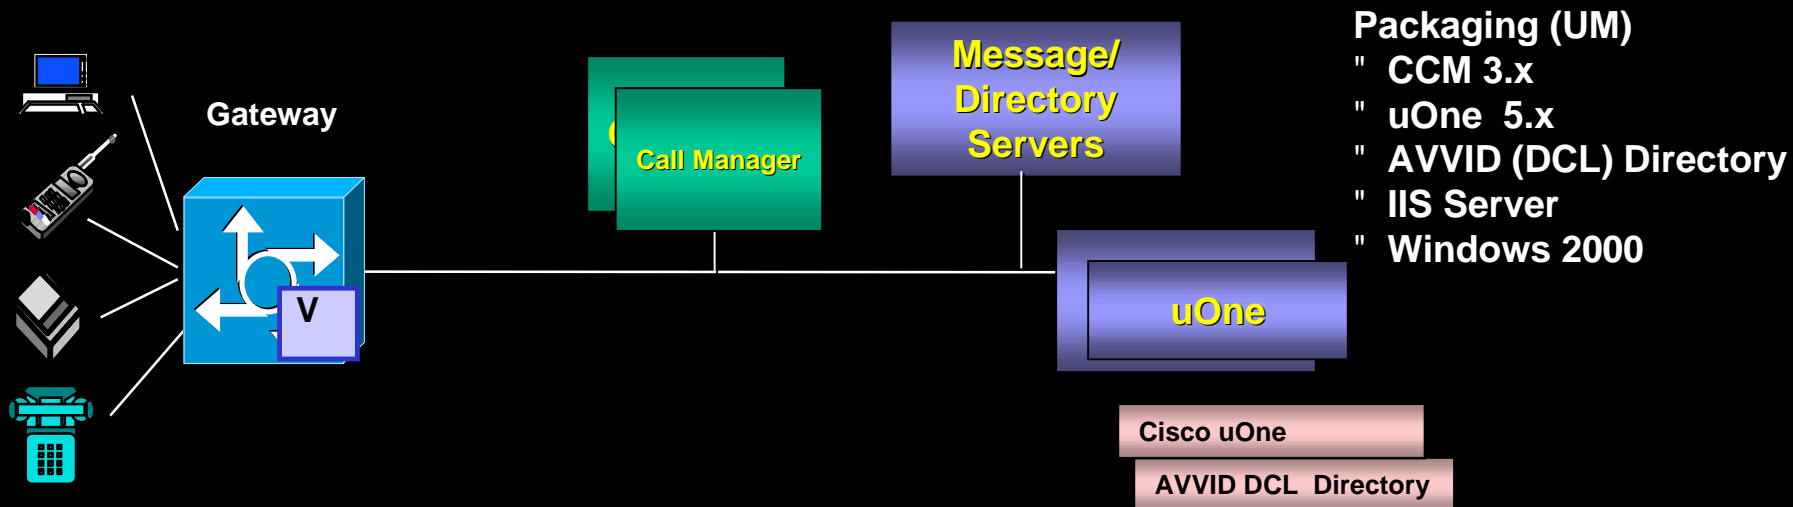 Gateway
V
Call Manager
Message/
Directory
Servers
uOne
Cisco uOne
AVVID DCL Directory
Packaging (UM)
" CCM 3.x
" uOne 5.x
" AVVID (DCL) Directory
" IIS Server
" Windows 2000